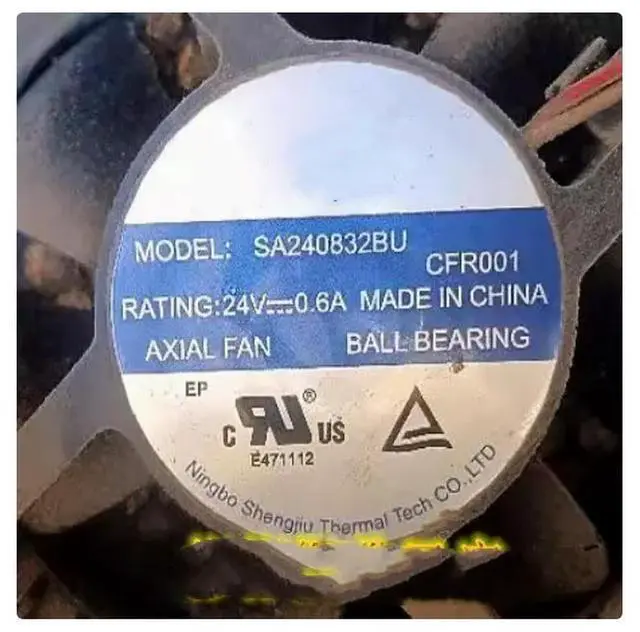 MODEL: SA240832BU
CFR001
RATING:24V⎓0.6A MADE IN CHINA
AXIAL FAN BALL BEARING
EP
C RU ® US
E471112
Ningbo Shengjiu Thermal Tech CO.,LTD